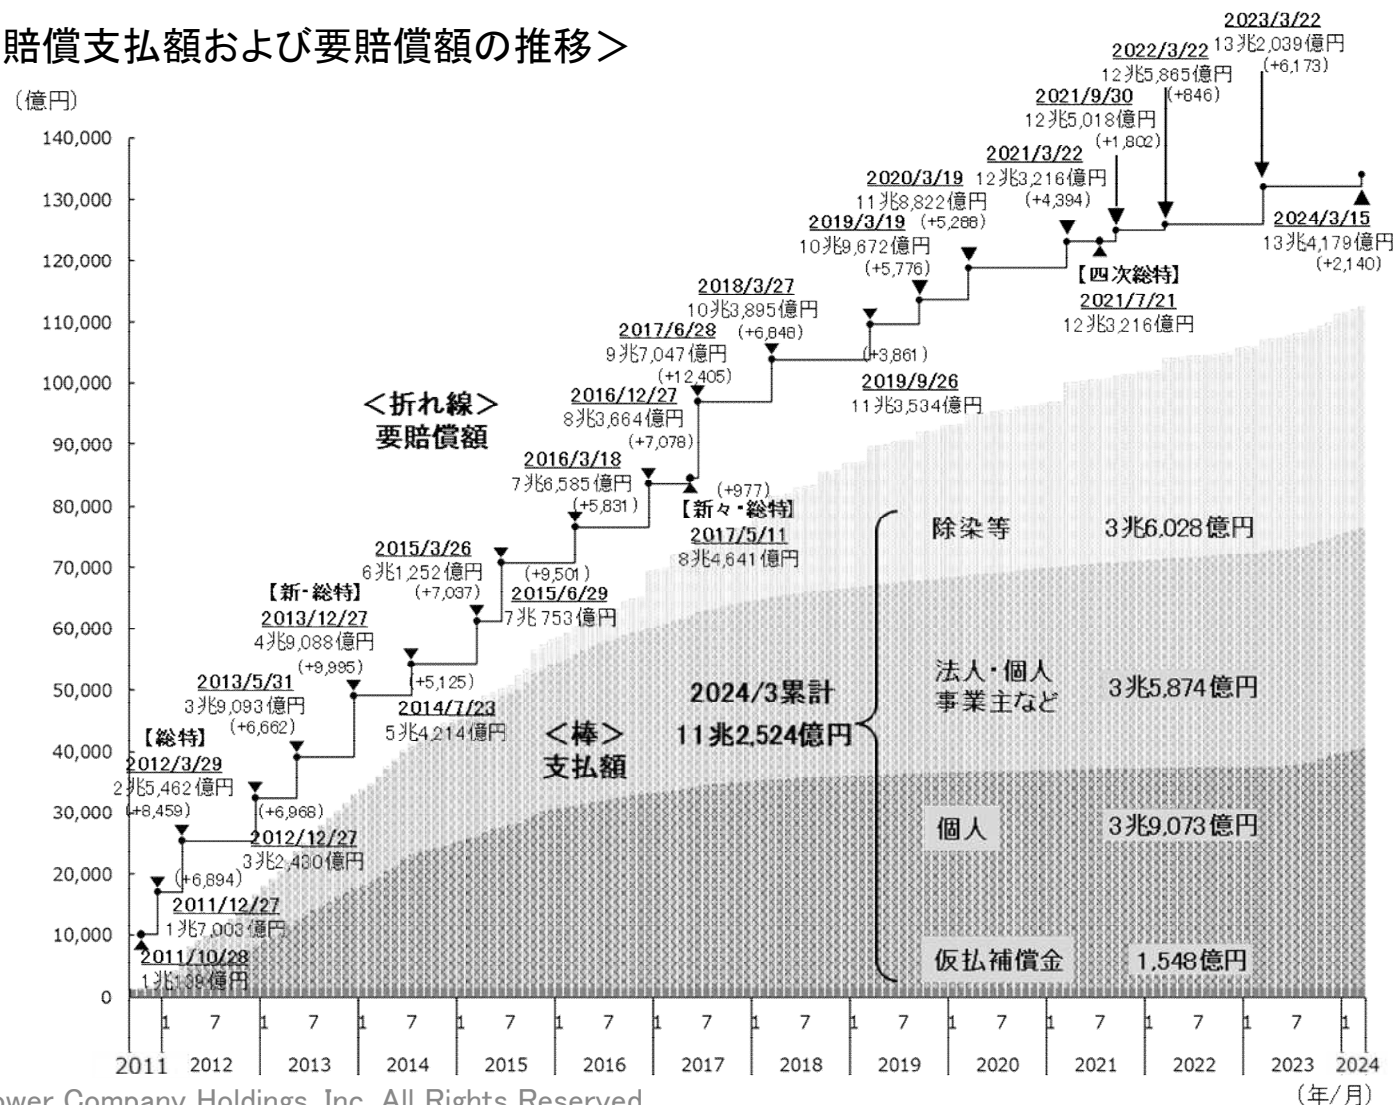 賠償支払額および要賠償額の推移＞
（億円）
140,000
130,000
120,000
110,000
100,000
90,000
80,000
70,000
60,000
50,000
40,000
30,000
20,000
10,000
0
2011/10/28
1兆109億円
2011/12/27
1兆7,003億円
(+6,894)
【総特】
2012/3/29
2兆5,462億円
(+8,459)
2012/12/27
3兆2,430億円
(+6,968)
2013/5/31
3兆9,093億円
(+6,662)
【新・総特】
2013/12/27
4兆9,088億円
(+9,995)
2014/7/23
5兆4,214億円
(+5,125)
2015/3/26
6兆1,252億円
(+7,037)
2015/6/29
7兆753億円
(+9,501)
2016/3/18
7兆6,585億円
(+5,831)
2016/12/27
8兆3,664億円
(+7,078)
【新々・総特】
2017/5/11
8兆4,641億円
(+977)
2017/6/28
9兆7,047億円
(+12,405)
2018/3/27
10兆3,895億円
(+6,848)
2019/3/19
10兆9,672億円
(+5,776)
2019/9/26
11兆3,534億円
(+3,861)
2020/3/19
11兆8,822億円
(+5,288)
2021/3/22
12兆3,216億円
(+4,394)
【四次総特】
2021/7/21
12兆3,216億円
2021/9/30
12兆5,018億円
(+1,802)
2022/3/22
12兆5,865億円
(+846)
2023/3/22
13兆2,039億円
(+6,173)
2024/3/15
13兆4,179億円
(+2,140)
＜折れ線＞
要賠償額
＜棒＞
支払額
2024/3累計
11兆2,524億円
除染等 3兆6,028億円
法人・個人
事業主など 3兆5,874億円
個人 3兆9,073億円
仮払補償金 1,548億円
1 7 1 7 1 7 1 7 1 7 1 7 1 7 1 7 1 7 1 7 1 7 1 7 1
2011 2012 2013 2014 2015 2016 2017 2018 2019 2020 2021 2022 2023 2024
（年/月）
ower Company Holdings, Inc. All Rights Reserved